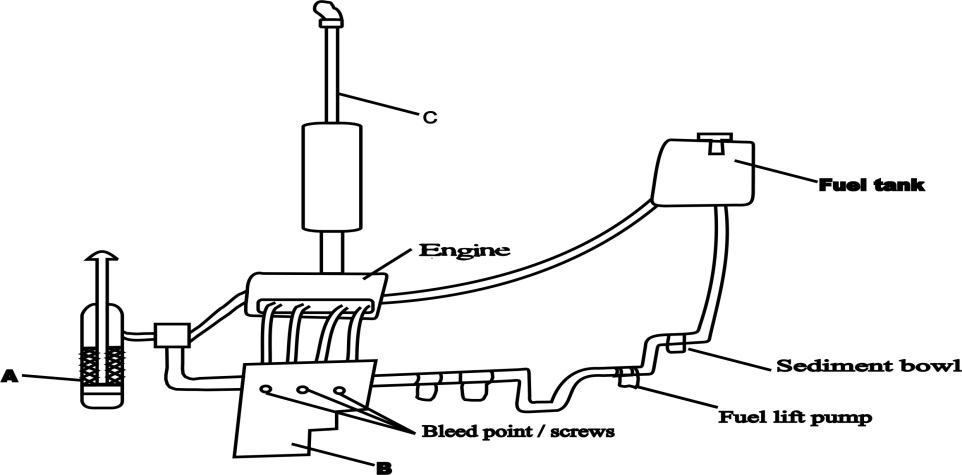 C
Fuel tank
Engine
Sediment bowl
A
Fuel lift pump
Bleed point / screws
B